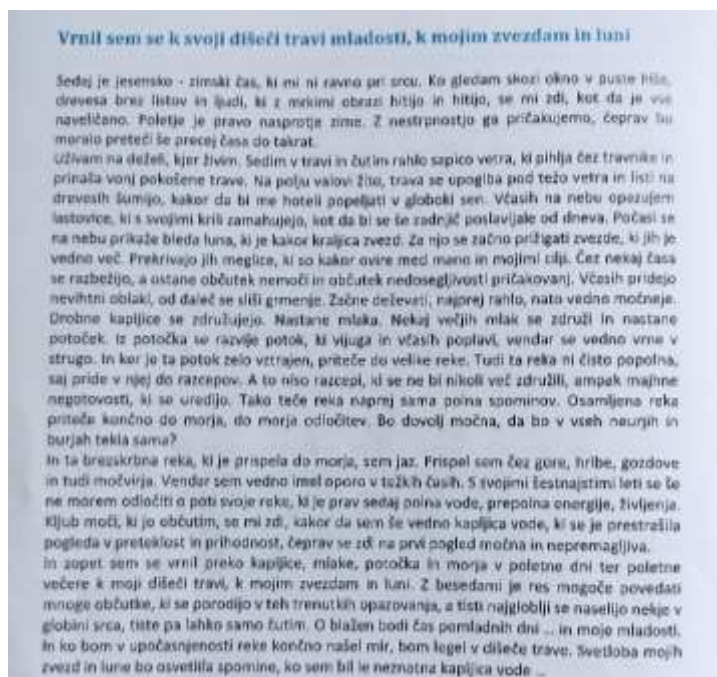 Vrnil sem se k svoji dišeči travi mladosti, k mojim zvezdam in luni
Sedaj je jesensko - zimski čas, ki mi ni ravno pri srcu. Ko gledam skozi okno v puste hiše,
drevesa brez listov in ljudi, ki z mrkimi obrazi hitijo in hitijo, se mi zdi, kot da je vse
naveličano. Poletje je pravo nasprotje zime. Z nestrpnostjo ga pričakujemo, čeprav bo
moralo preteči še precej časa do takrat.
Uživam na deželi, kjer živim. Sedim v travi in čutim rahlo sapico vetra, ki pihlja čez travnike in
prinaša vonj pokošene trave. Na polju valovi žito, trava se upogiba pod težo vetra in listi na
drevesih šumijo, kakor da bi me hoteli popeljati v globoki sen. Včasih na nebu opazujem
lastovice, ki s svojimi krili zamahujejo, kot da bi se še zadnjič poslavljale od dneva. Počasi se
na nebu prikaže bleda luna, ki je kakor kraljica zvezd. Za njo se začno prižigati zvezde, ki jih je
vedno več. Prekrivajo jih meglice, ki so kakor ovire med mano in mojimi cilji. Čez nekaj časa
se razbežijo, a ostane občutek nemoči in občutek nedosegljivosti pričakovanj. Včasih pridejo
nevihtni oblaki, od daleč se sliši grmenje. Začne deževati, najprej rahlo, nato vedno močneje.
Drobne kapljice se združujejo. Nastane mlaka. Nekaj večjih mlak se združi in nastane
potoček. Iz potočka se razvije potok, ki vijuga in včasih poplavi, vendar se vedno vrne v
strugo. In ker je ta potok zelo vztrajen, priteče do velike reke. Tudi ta reka ni čisto popolna,
saj pride v njej do razcepov. A to niso razcepi, ki se ne bi nikoli več združili, ampak majhne
negotovosti, ki se uredijo. Tako teče reka naprej sama polna spominov. Osamljena reka
priteče končno do morja, do morja odločitev. Bo dovolj močna, da bo v vseh neurjih in
burjah tekla sama?
In ta brezskrbna reka, ki je prispela do morja, sem jaz. Prispel sem čez gore, hribe, gozdove
in tudi močvirja. Vendar sem vedno imel oporo v težkih časih. S svojimi šestnajstimi leti se še
ne morem odločiti o poti svoje reke, ki je prav sedaj polna vode, prepolna energije, življenja.
Kljub moči, ki jo občutim, se mi zdi, kakor da sem še vedno kapljica vode, ki se je prestrašila
pogleda v preteklost in prihodnost, čeprav se zdi na prvi pogled močna in nepremagljiva.
In zopet sem se vrnil preko kapljice, mlake, potočka in morja v poletne dni ter poletne
večere k moji dišeči travi, k mojim zvezdam in luni. Z besedami je res mogoče povedati
mnoge občutke, ki se porodijo v teh trenutkih opazovanja, a tisti najgloblji se naselijo nekje v
globini srca, tiste pa lahko samo čutim. O blažen bodi čas pomladnih dni ... in moje mladosti.
In ko bom v upočasnjenosti reke končno našel mir, bom legel v dišeče trave. Svetloba mojih
zvezd in lune bo osvetlila spomine, ko sem bil le neznatna kapljica vode ...